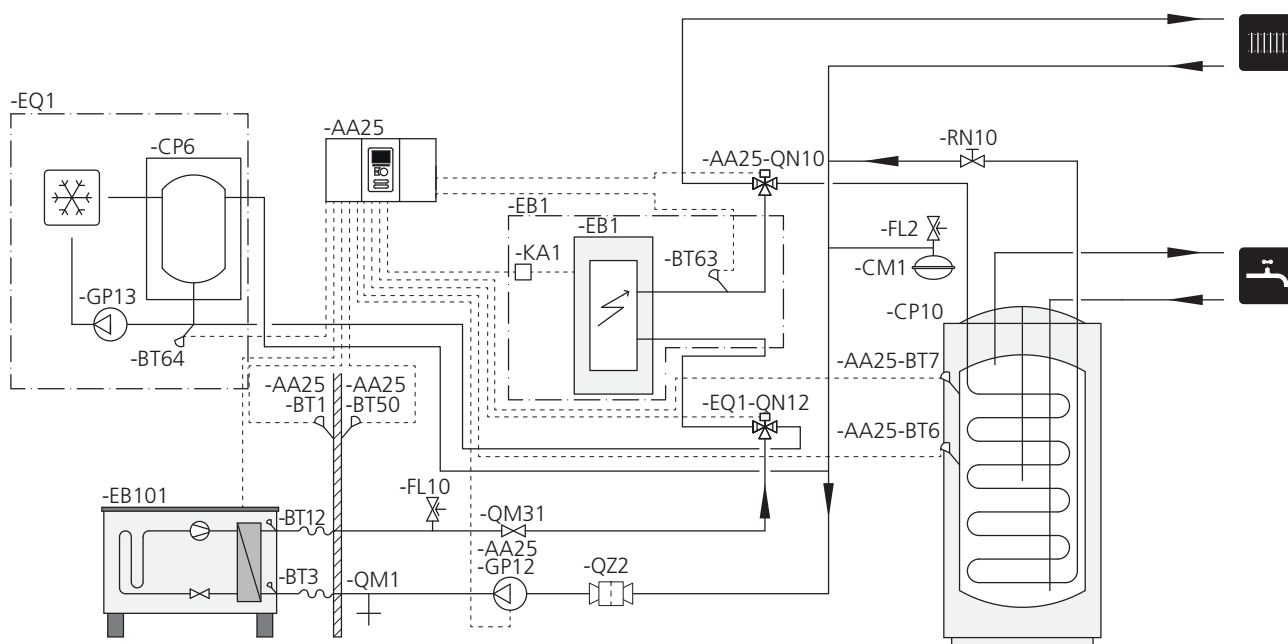 -EQ1
-CP6
-AA25
-RN10
-AA25-QN10
-EB1
-EB1
-FL2
-KA1
-BT63
-CM1
-GP13
-CP10
-BT64
-AA25-BT7
-AA25
-BT1
-AA25
-BT50
-EQ1-QN12
-AA25-BT6
-EB101
-FL10
-BT12
-QM31
-AA25
-GP12
-QZ2
-BT3
-QM1